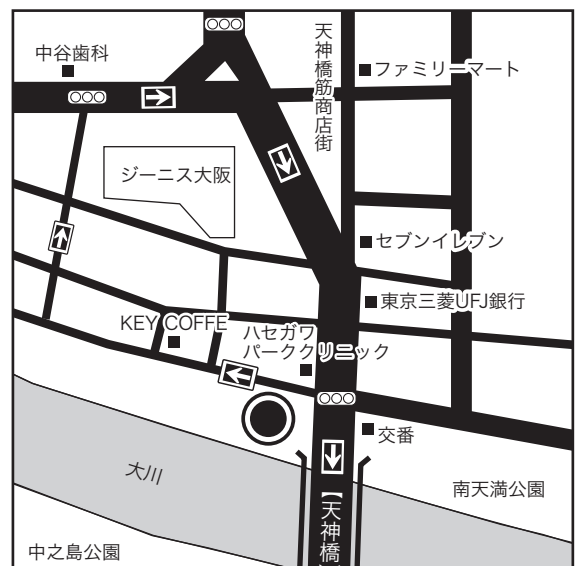 中谷歯科
天神橋筋商店街
ファミリーマート
ジーニス大阪
セブンイレブン
東京三菱UFJ銀行
KEY COFFE
ハセガワ
パーククリニック
交番
大川
南天満公園
【天神橋
中之島公園